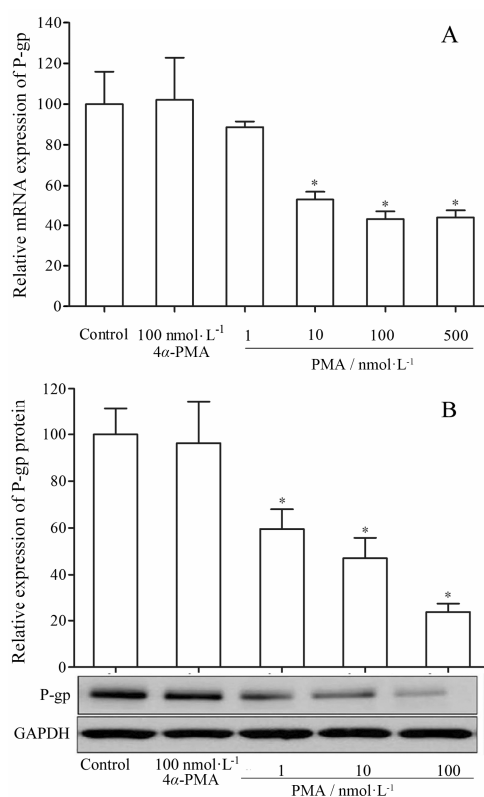 A
Relative mRNA expression of P-gp
140
120
100
80
60
40
20
0
* * *
Control 100 nmol·L⁻¹ 4α-PMA 1 10 100 500
PMA / nmol·L⁻¹
B
Relative expression of P-gp protein
120
100
80
60
40
20
0
* * *
P-gp
GAPDH
Control 100 nmol·L⁻¹ 4α-PMA 1 10 100
PMA / nmol·L⁻¹